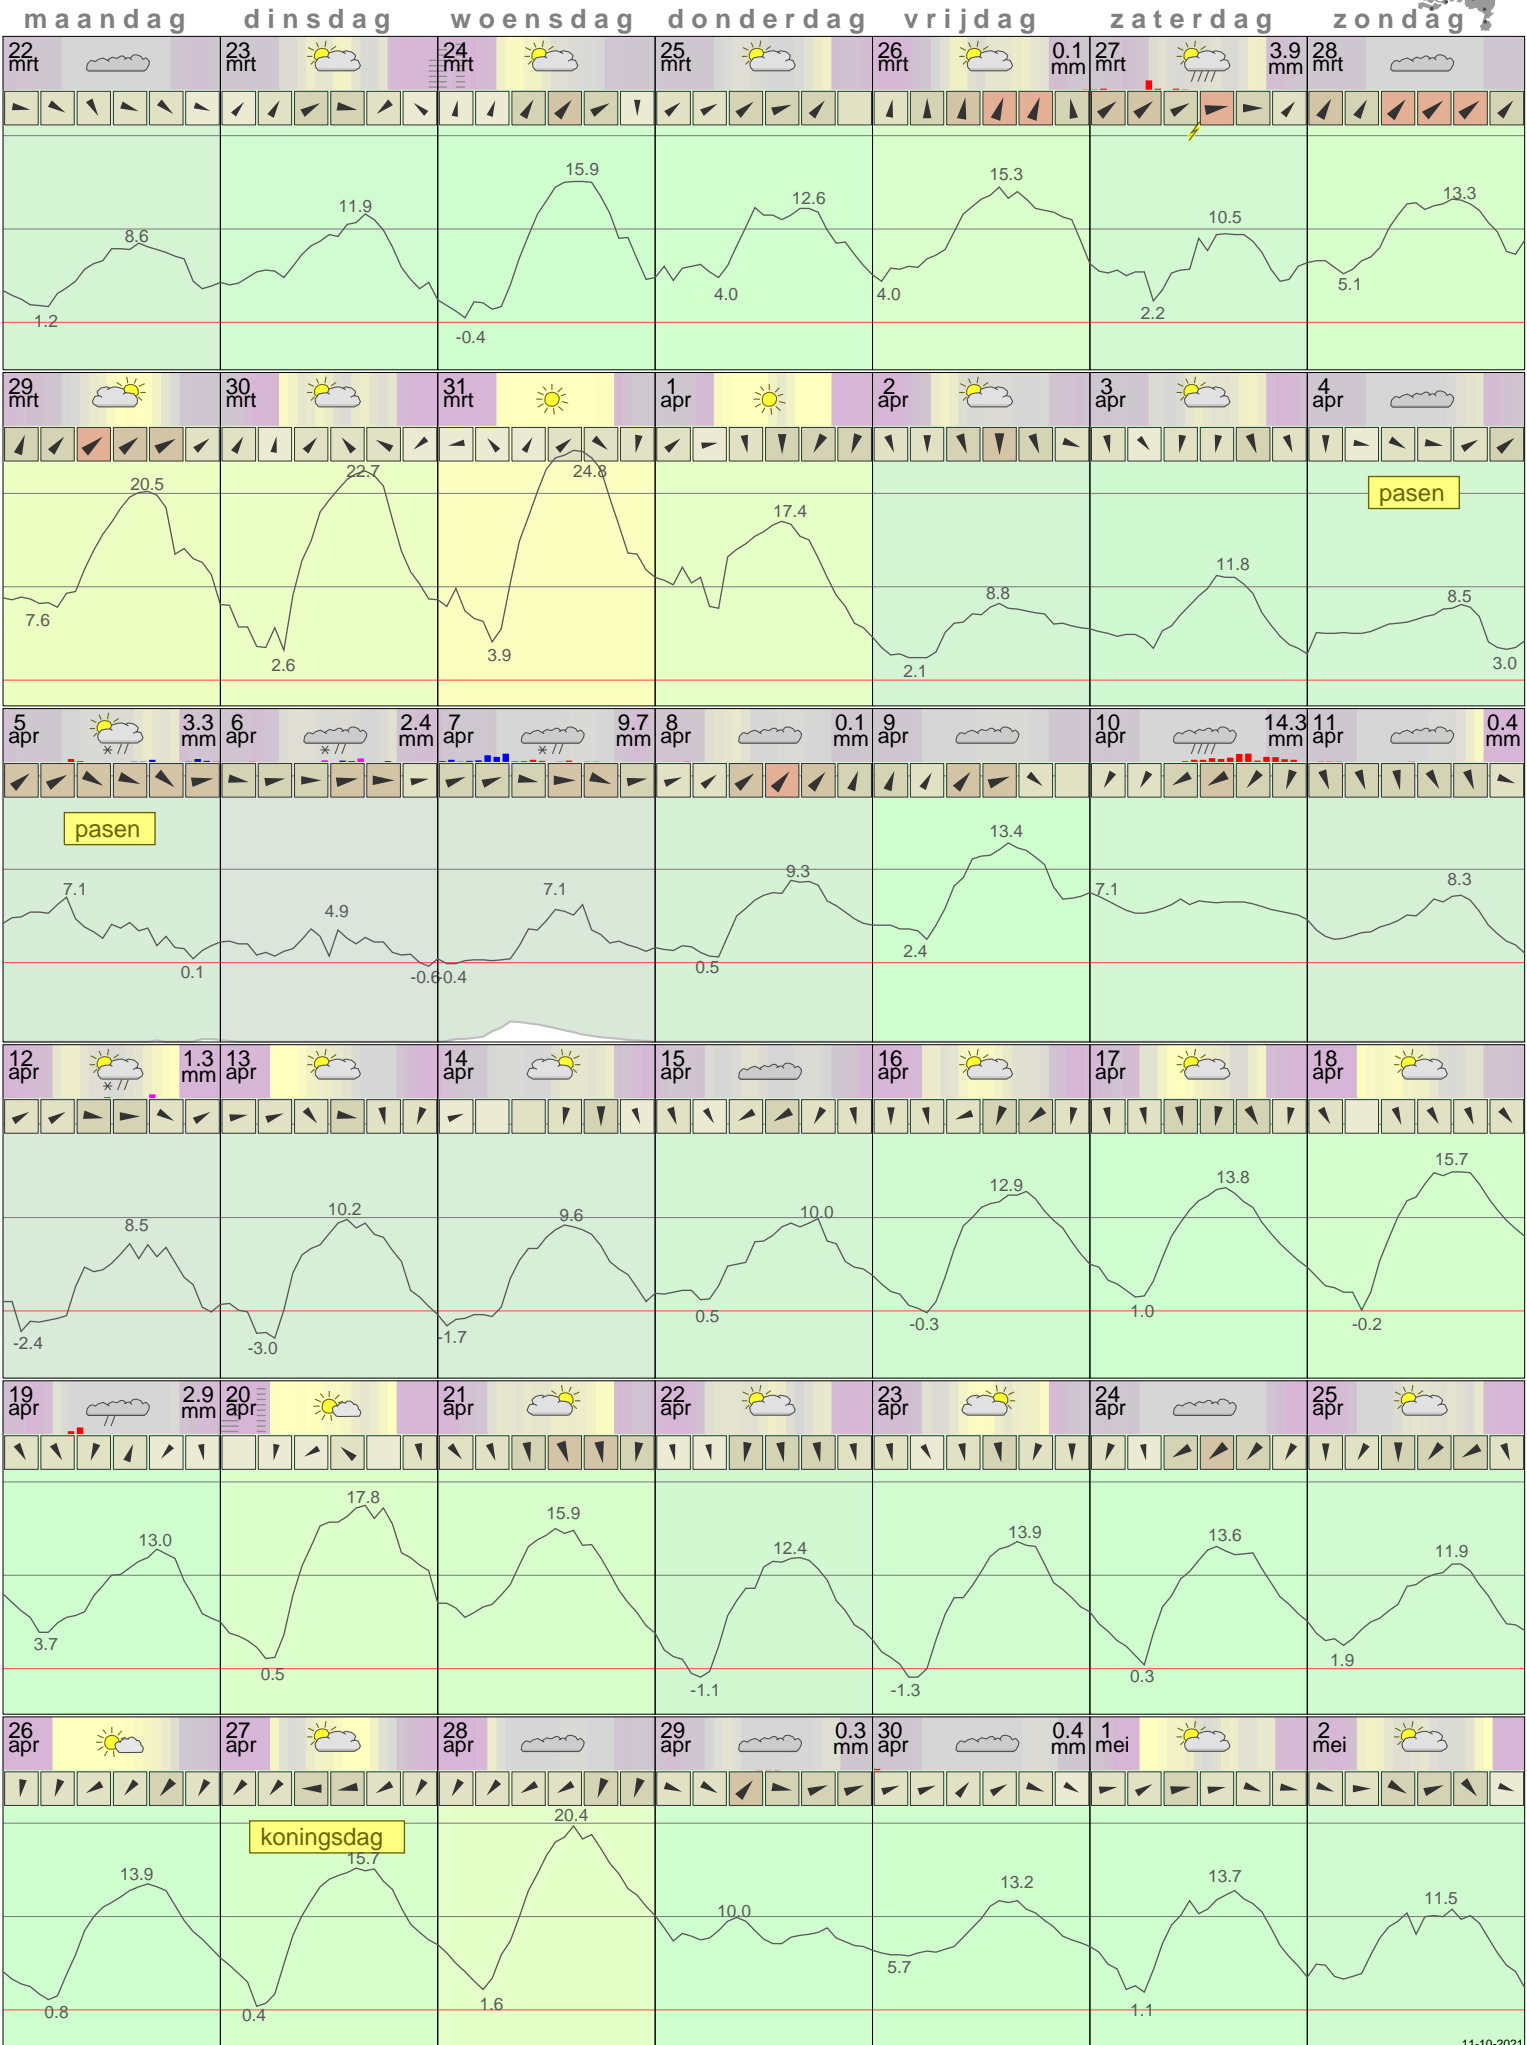 maandag dinsdag woensdag donderdag vrijdag zaterdag zondag
22 23 24 25 26 0.1 27 3.9 28
mrt mrt mrt mrt mrt mm mrt mm mrt
8.6 11.9 15.9 12.6 15.3 10.5 13.3
1.2 -0.4 4.0 4.0 2.2 5.1
29 30 31 1 2 3 4
mrt mrt mrt apr apr apr apr
20.5 22.7 24.8 17.4 8.8 11.8 8.5
pasen
7.6 2.6 3.9 2.1 3.0
5 3.3 6 2.4 7 9.7 8 0.1 9 10 14.3 11 0.4
apr mm apr mm apr mm apr mm apr apr mm apr mm
pasen
7.1 4.9 7.1 9.3 13.4 7.1 8.3
0.1 -0.6 -0.4 0.5 2.4
12 1.3 13 14 15 16 17 18
apr mm apr apr apr apr apr apr
8.5 10.2 9.6 10.0 12.9 13.8 15.7
-2.4 -3.0 -1.7 0.5 -0.3 1.0 -0.2
19 2.9 20 21 22 23 24 25
apr mm apr apr apr apr apr apr
13.0 17.8 15.9 12.4 13.9 13.6 11.9
3.7 0.5 -1.1 -1.3 0.3 1.9
26 27 28 29 0.3 30 0.4 1 2
apr apr apr apr mm apr mm mei mei
koningsdag
13.9 15.7 20.4 10.0 13.2 13.7 11.5
0.8 0.4 1.6 5.7 1.1
11-10-2021